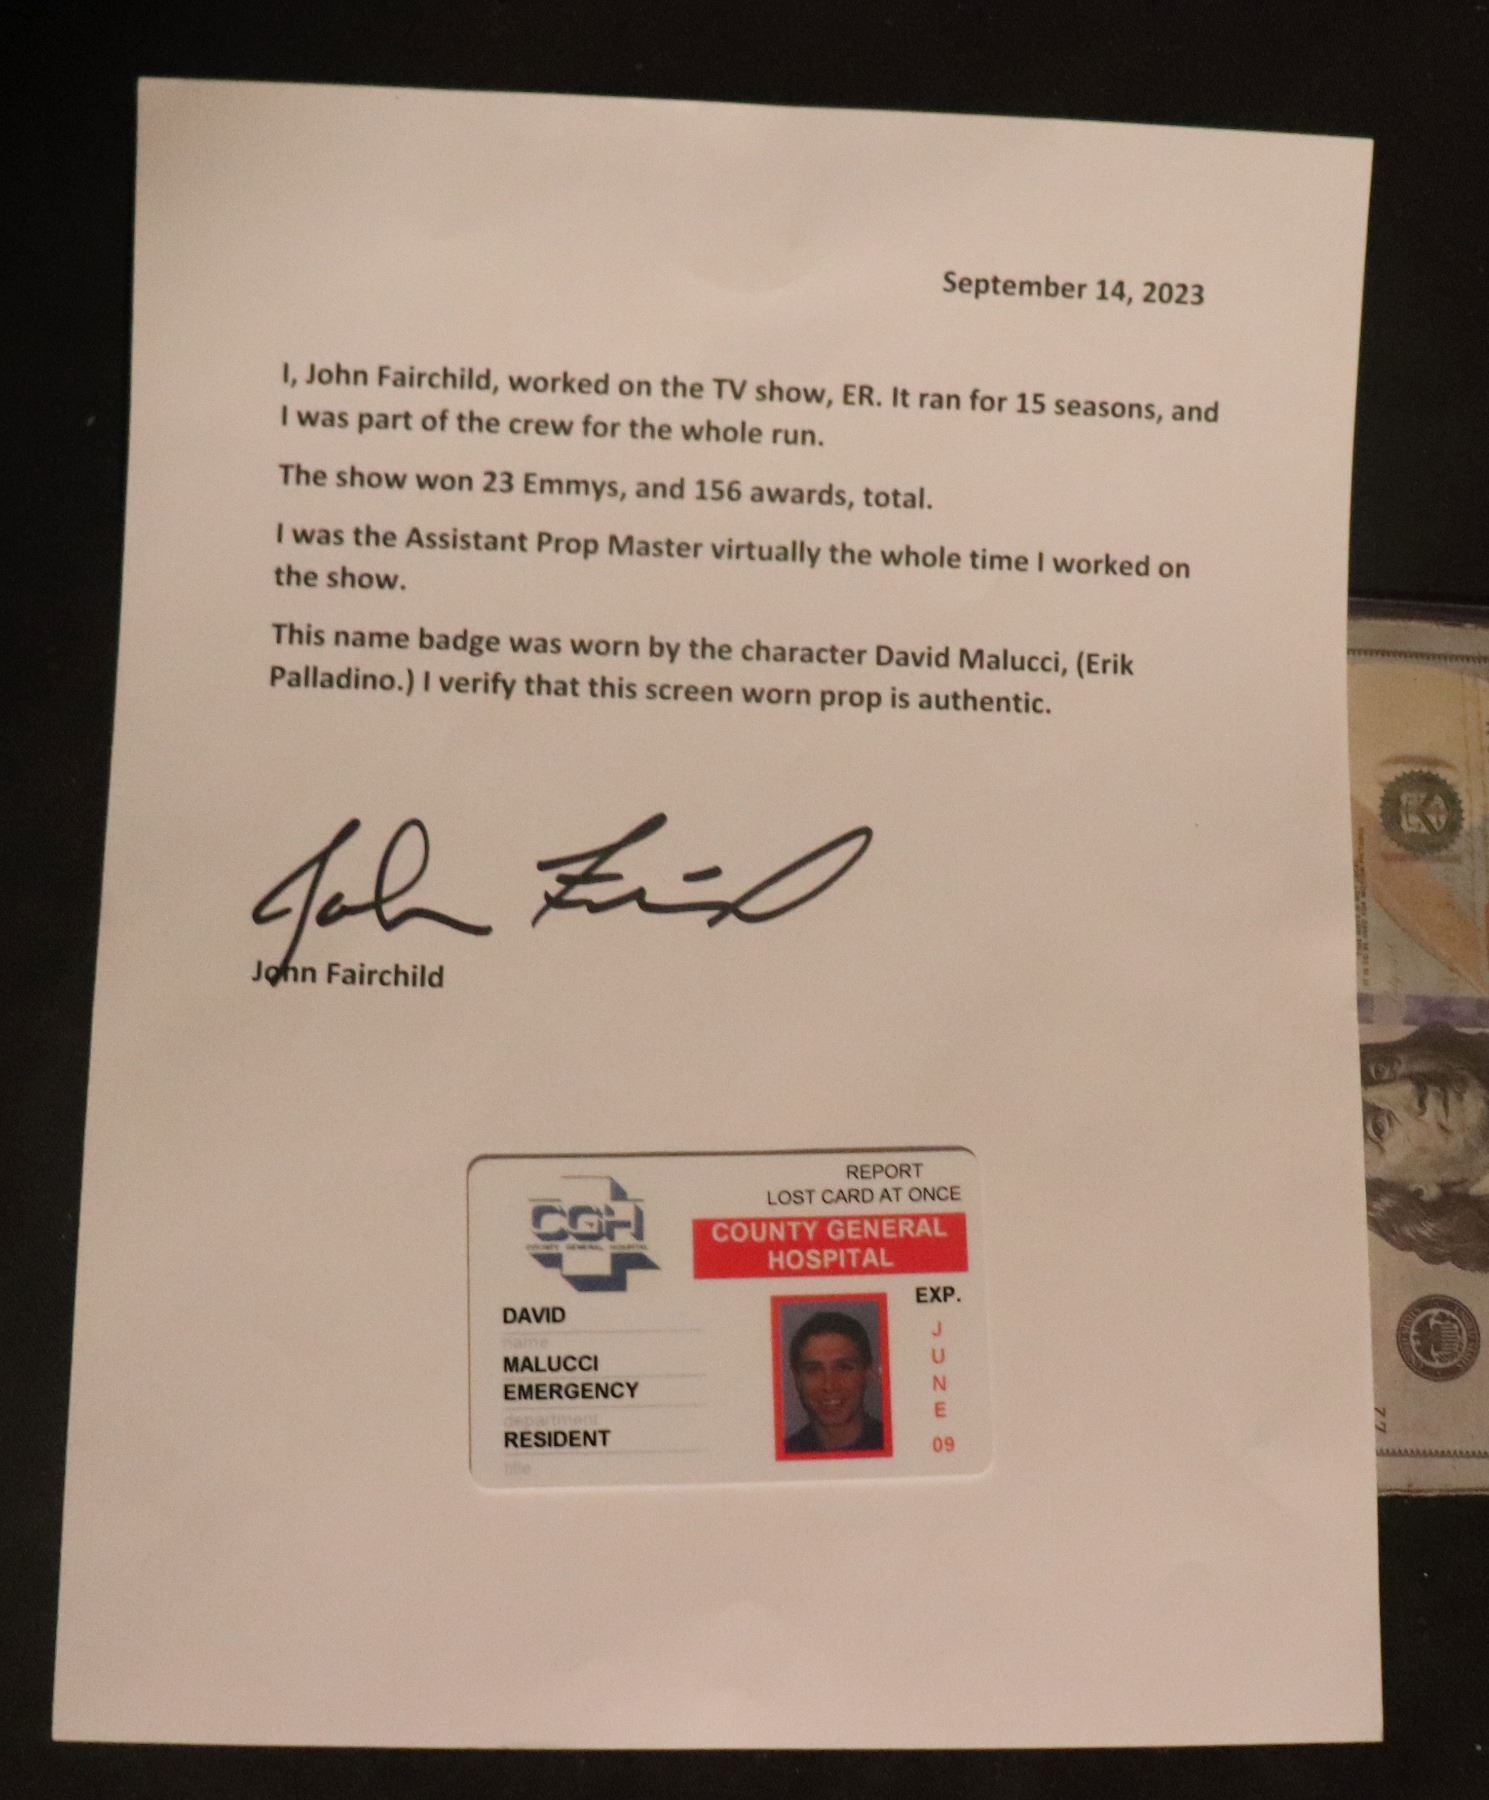 September 14, 2023
I, John Fairchild, worked on the TV show, ER. It ran for 15 seasons, and
I was part of the crew for the whole run.
The show won 23 Emmys, and 156 awards, total.
I was the Assistant Prop Master virtually the whole time I worked on
the show.
This name badge was worn by the character David Malucci, (Erik
Palladino.) I verify that this screen worn prop is authentic.
John Fairchild
REPORT
LOST CARD AT ONCE
CGH
COUNTY GENERAL HOSPITAL
COUNTY GENERAL
HOSPITAL
DAVID
name
MALUCCI
EMERGENCY
department
RESIDENT
title
EXP.
J
U
N
E
09